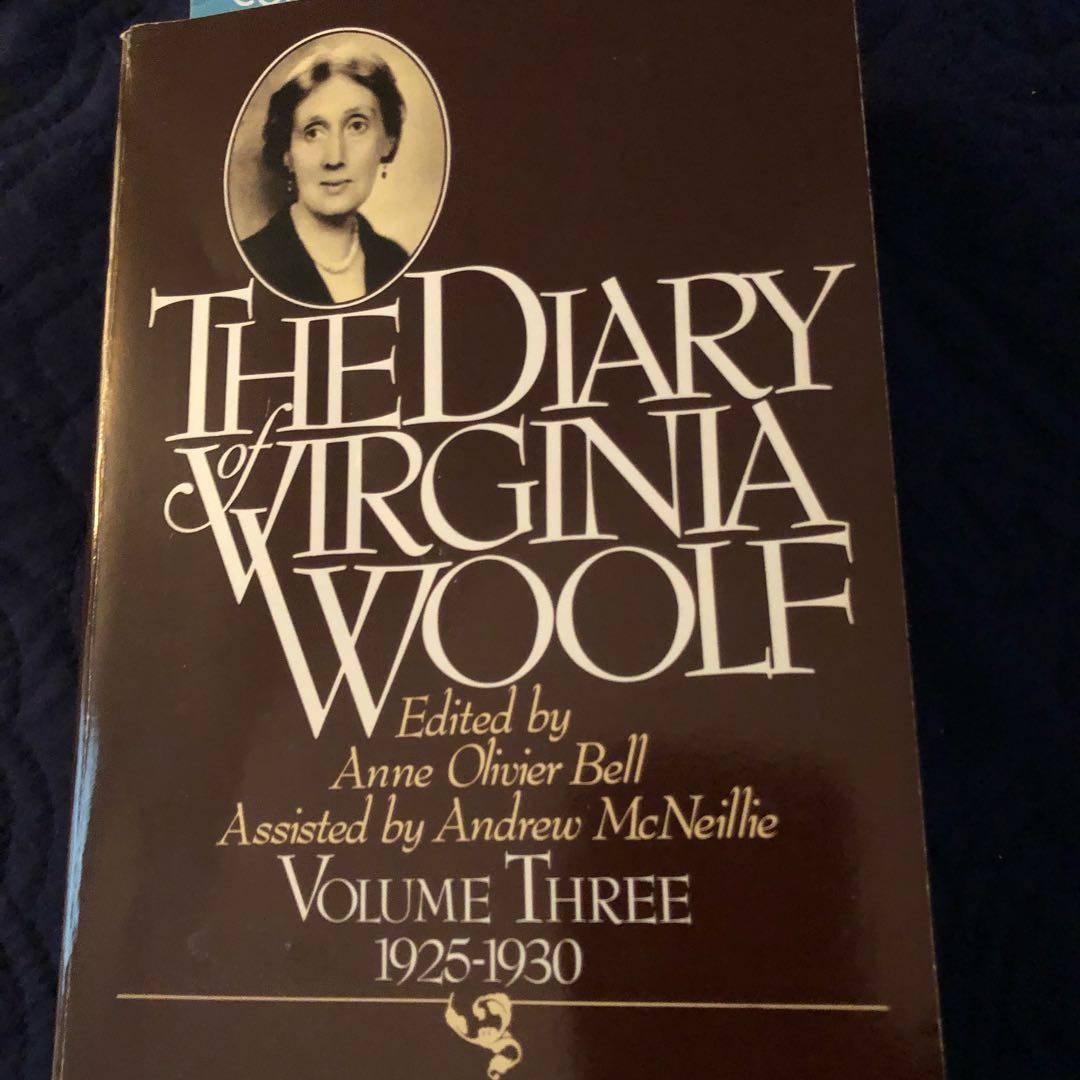 THE DIARY
of VIRGINIA
WOOLF
Edited by
Anne Olivier Bell
Assisted by Andrew McNeillie
VOLUME THREE
1925-1930